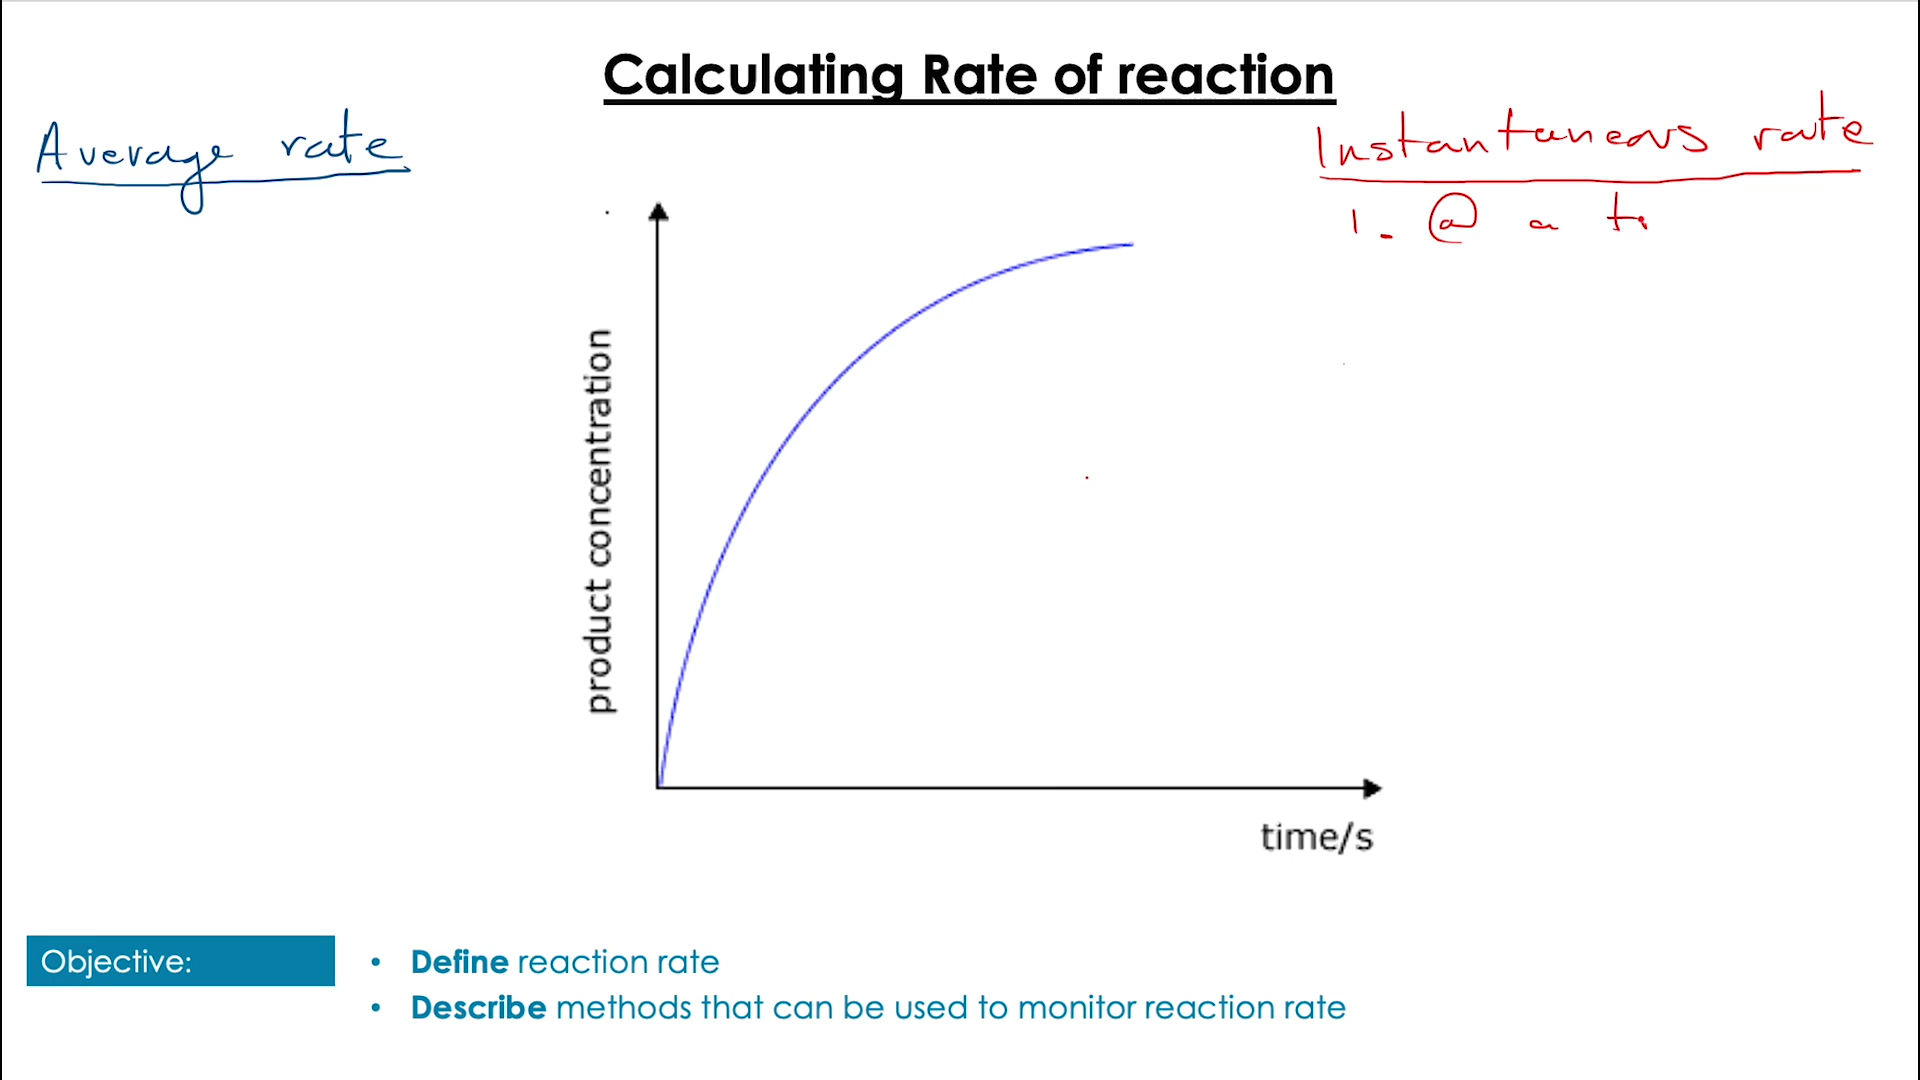 Calculating Rate of reaction
Average rate
Instantaneous rate
1. @ a
product concentration
time/s
Objective:
• Define reaction rate
• Describe methods that can be used to monitor reaction rate